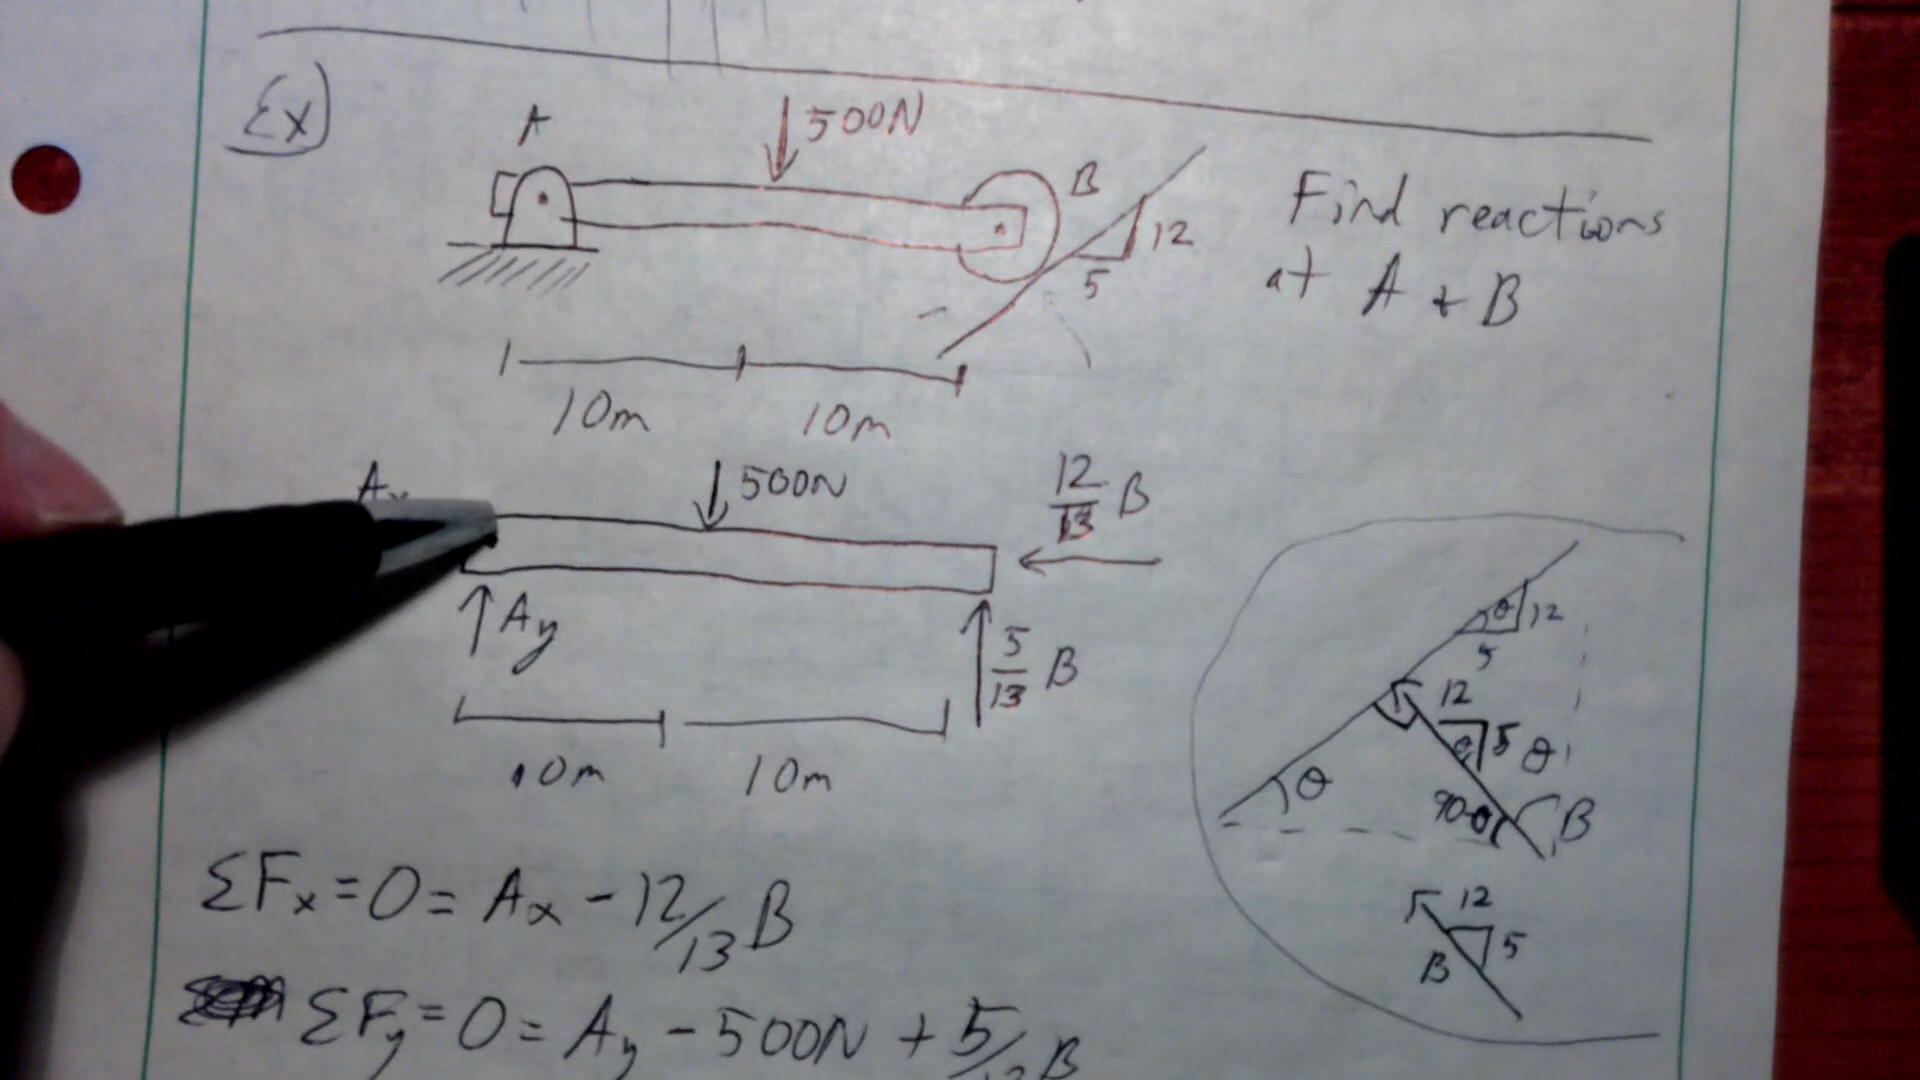 Ex)
A
500N
B
12
5
Find reactions
at A + B
10m
10m
A
500N
12/13 B
Ay
5/13 B
10m
10m
θ
12
5
12
θ
5
θ
θ
90-θ
B
12
5
B
ΣFx = 0 = Ax - 12/13 B
ΣFy = 0 = Ay - 500N + 5/13 B